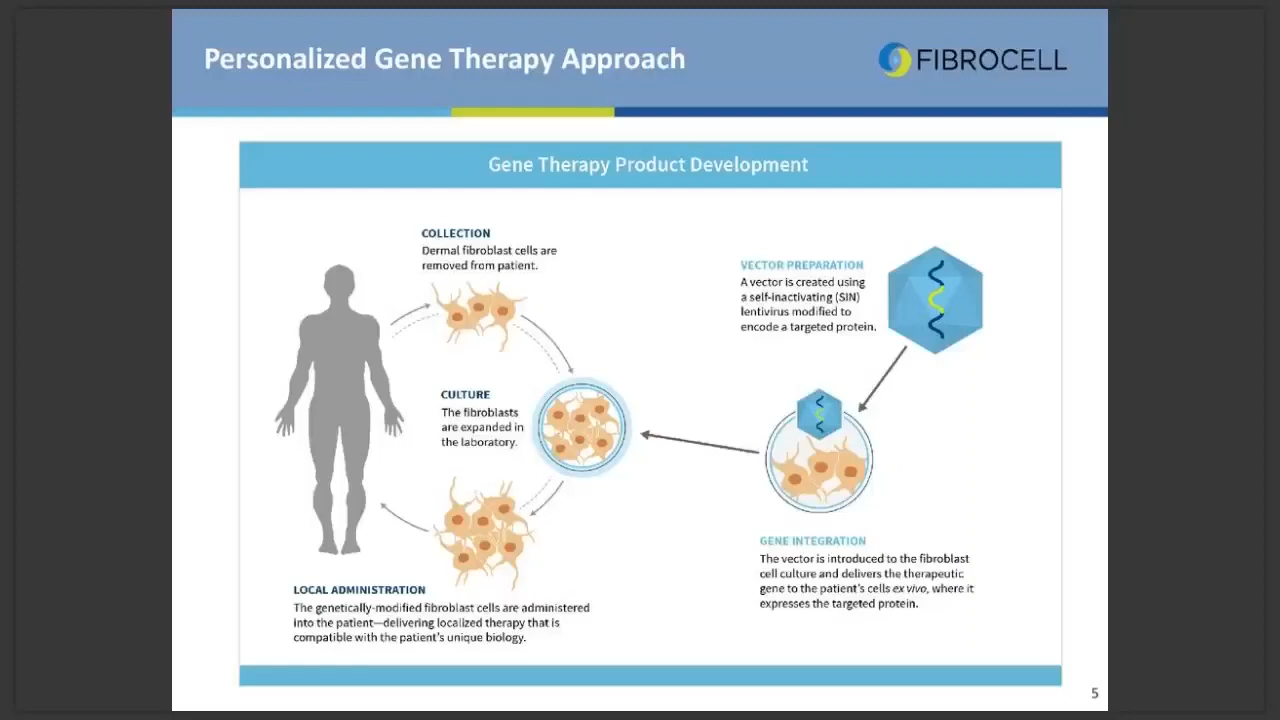 Personalized Gene Therapy Approach
FIBROCELL
Gene Therapy Product Development
COLLECTION
Dermal fibroblast cells are
removed from patient.
VECTOR PREPARATION
A vector is created using
a self-inactivating (SIN)
lentivirus modified to
encode a targeted protein.
CULTURE
The fibroblasts
are expanded in
the laboratory.
GENE INTEGRATION
The vector is introduced to the fibroblast
cell culture and delivers the therapeutic
gene to the patient's cells ex vivo, where it
expresses the targeted protein.
LOCAL ADMINISTRATION
The genetically-modified fibroblast cells are administered
into the patient—delivering localized therapy that is
compatible with the patient's unique biology.
5